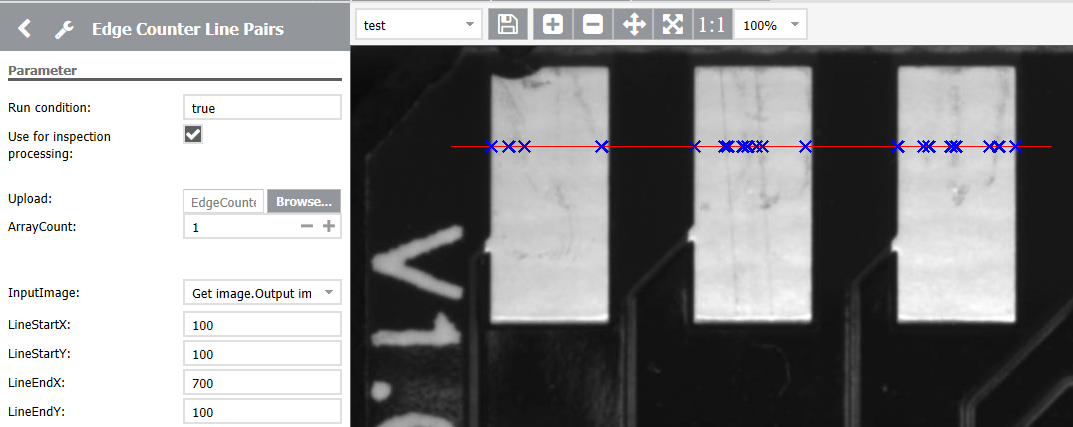 Edge Counter Line Pairs
test
1:1
100%
Parameter
Run condition: true
Use for inspection
processing:
Upload: EdgeCounte Browse...
ArrayCount: 1
InputImage: Get image.Output im
LineStartX: 100
LineStartY: 100
LineEndX: 700
LineEndY: 100
V1.